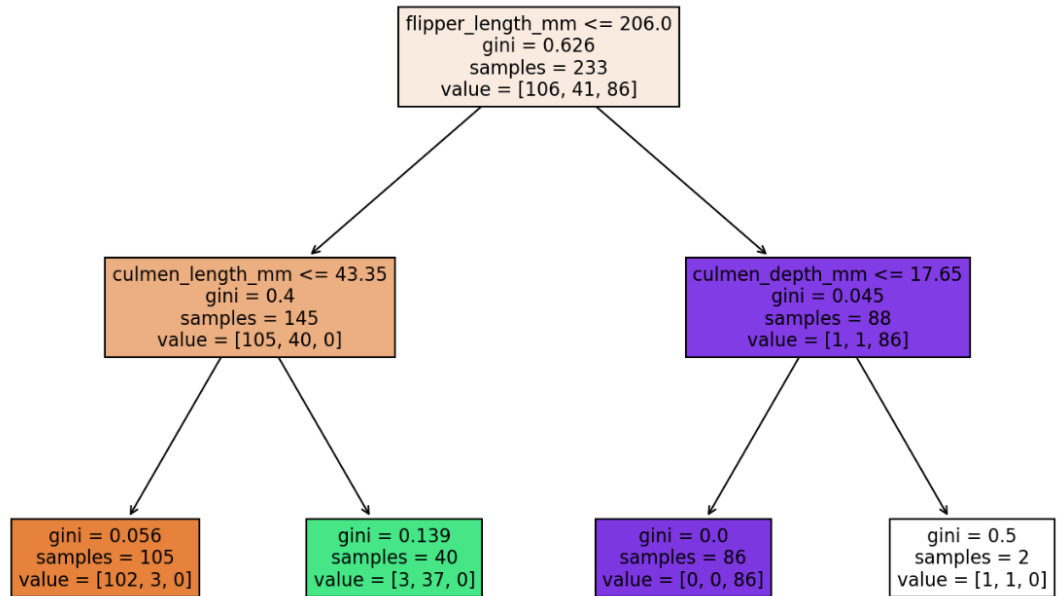 flipper_length_mm <= 206.0
gini = 0.626
samples = 233
value = [106, 41, 86]
culmen_length_mm <= 43.35
gini = 0.4
samples = 145
value = [105, 40, 0]
culmen_depth_mm <= 17.65
gini = 0.045
samples = 88
value = [1, 1, 86]
gini = 0.056
samples = 105
value = [102, 3, 0]
gini = 0.139
samples = 40
value = [3, 37, 0]
gini = 0.0
samples = 86
value = [0, 0, 86]
gini = 0.5
samples = 2
value = [1, 1, 0]